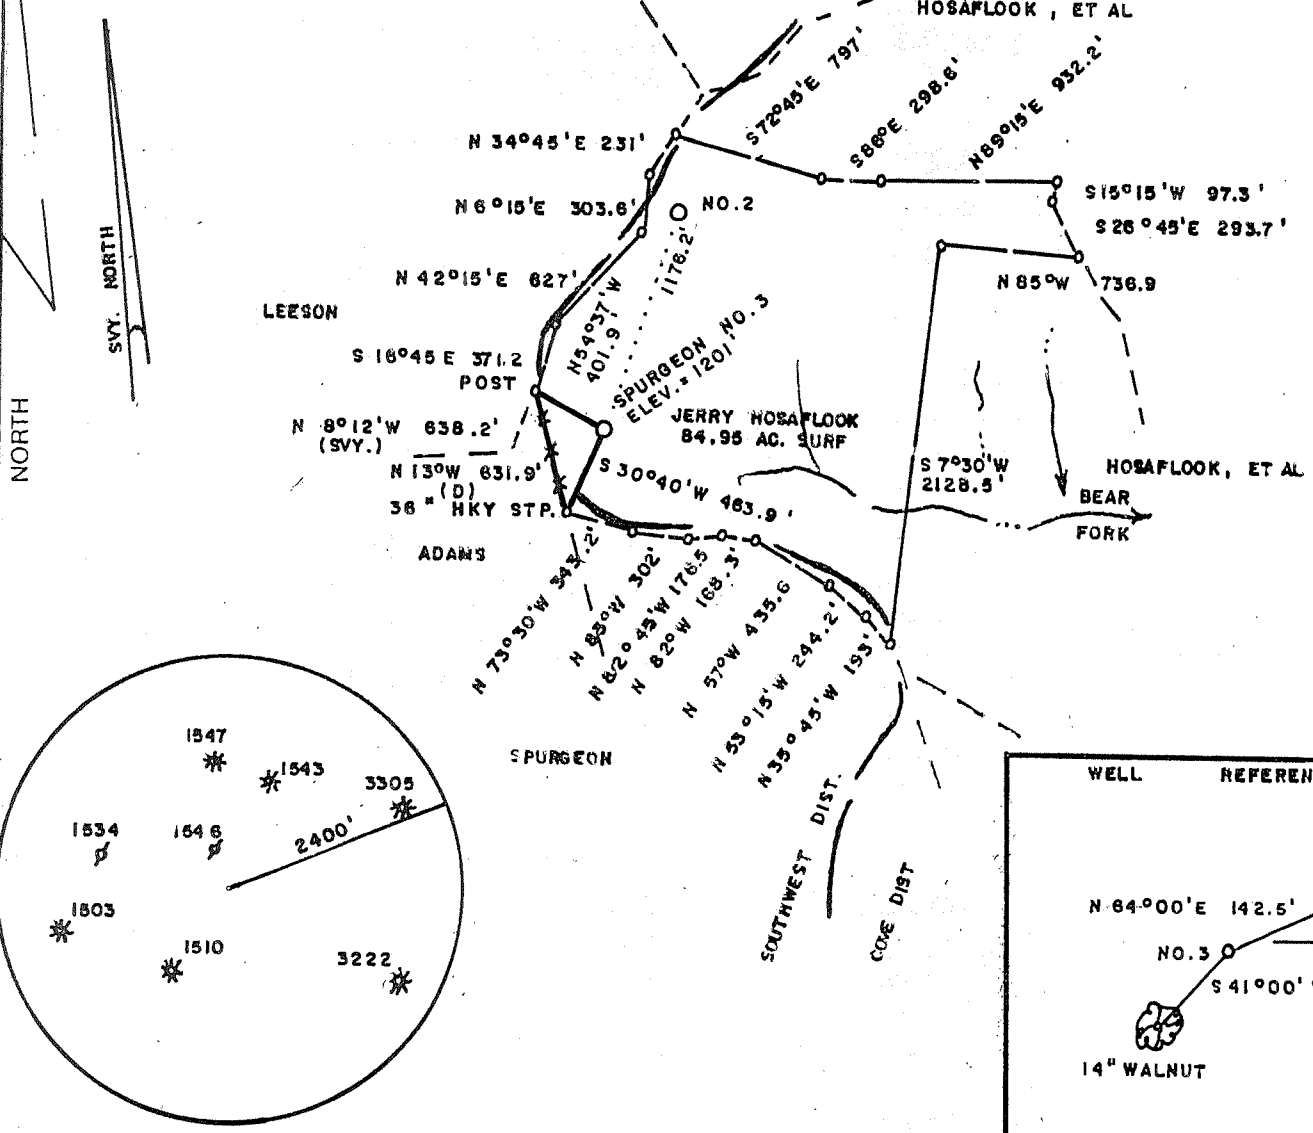 HOSAFLOOK , ET AL
S 72°45'E 797'
S86°E 298.6'
N89°15'E 932.2'
N 34°45'E 231'
S15°15'W 97.3'
N 6°15'E 303.6'
NO.2
S 26°45'E 293.7'
1176.2'
N 42°15'E 627'
N 85°W 736.9
SVY. NORTH
LEESON
N54°37'W
401.9'
SPURGEON NO.3
ELEV.= 1201'
S 16°45 E 371.2
POST
NORTH
JERRY HOSAFLOOK
84.95 AC. SURF
N 8°12'W 638.2'
(SVY.)
N 13°W 631.9'
(D)
36" HKY STP.
S 30°40'W 463.9'
S 7°30"W
2128.5'
HOSAFLOOK, ET AL
BEAR
FORK
ADAMS
N 73°30'W 343.2'
N 85°W 302'
N 82°45'W 176.5
N 82°W 168.3'
N 57°W 435.6
N 53°15'W 244.2'
N 35°45'W 193'
SPURGEON
SOUTHWEST DIST.
COVE DIST
1547
1543
3305
1534
1546
2400'
1503
1510
3222
WELL REFEREN
N 64°00'E 142.5'
NO.3
S 41°00'
14" WALNUT